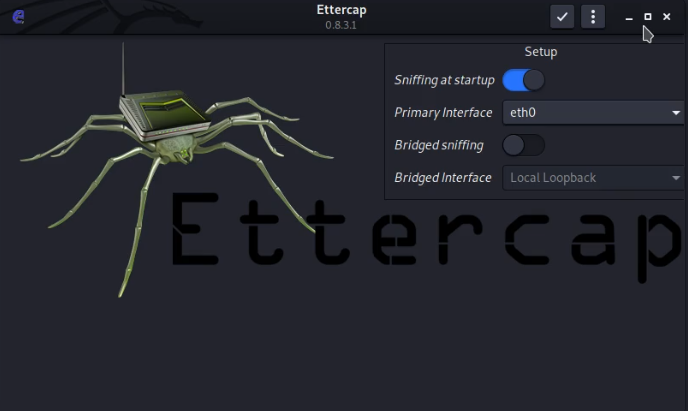 Ettercap
0.8.3.1
Setup
Sniffing at startup
Primary Interface eth0
Bridged sniffing
Bridged Interface Local Loopback
Ettercap